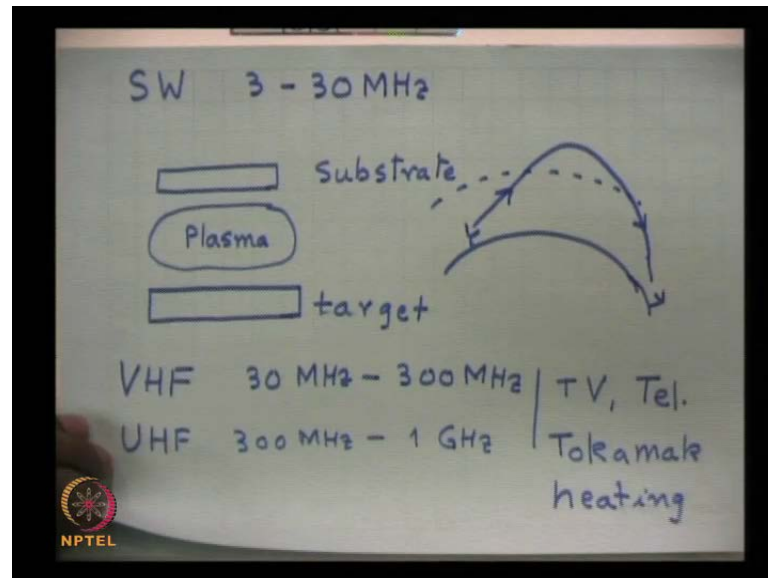 SW 3 - 30 MHz
Substrate
Plasma
target
VHF 30 MHz - 300 MHz | TV, Tel.
UHF 300 MHz - 1 GHz | Tokamak
heating
NPTEL